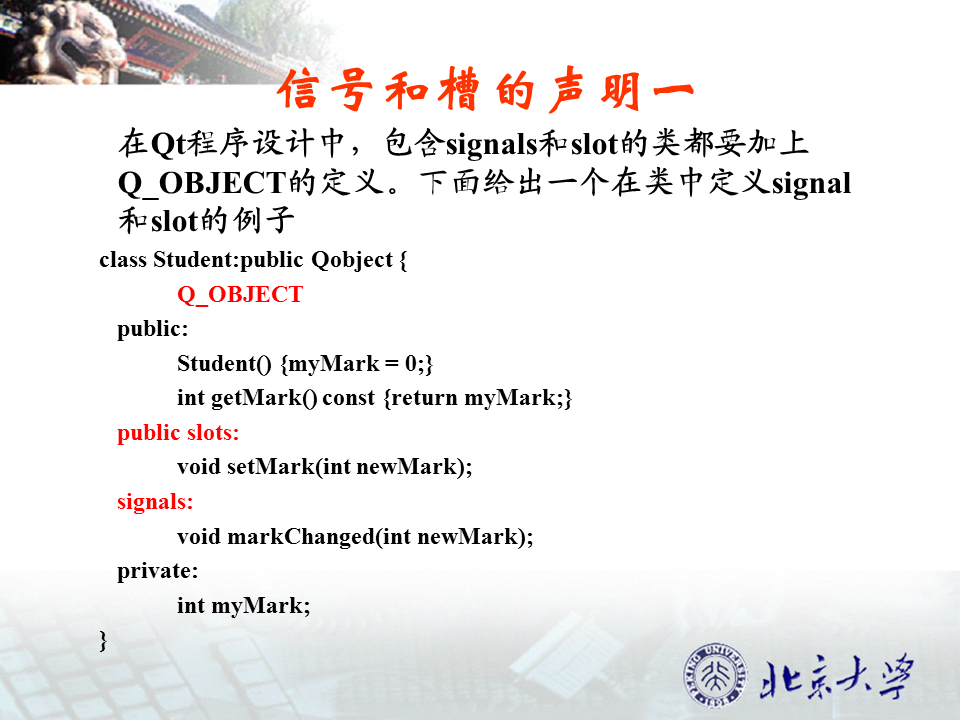 信号和槽的声明一
在Qt程序设计中，包含signals和slot的类都要加上
Q_OBJECT的定义。下面给出一个在类中定义signal
和slot的例子
class Student:public Qobject {
Q_OBJECT
public:
Student() {myMark = 0;}
int getMark() const {return myMark;}
public slots:
void setMark(int newMark);
signals:
void markChanged(int newMark);
private:
int myMark;
}
PEKING UNIVERSITY
1898
北京大学